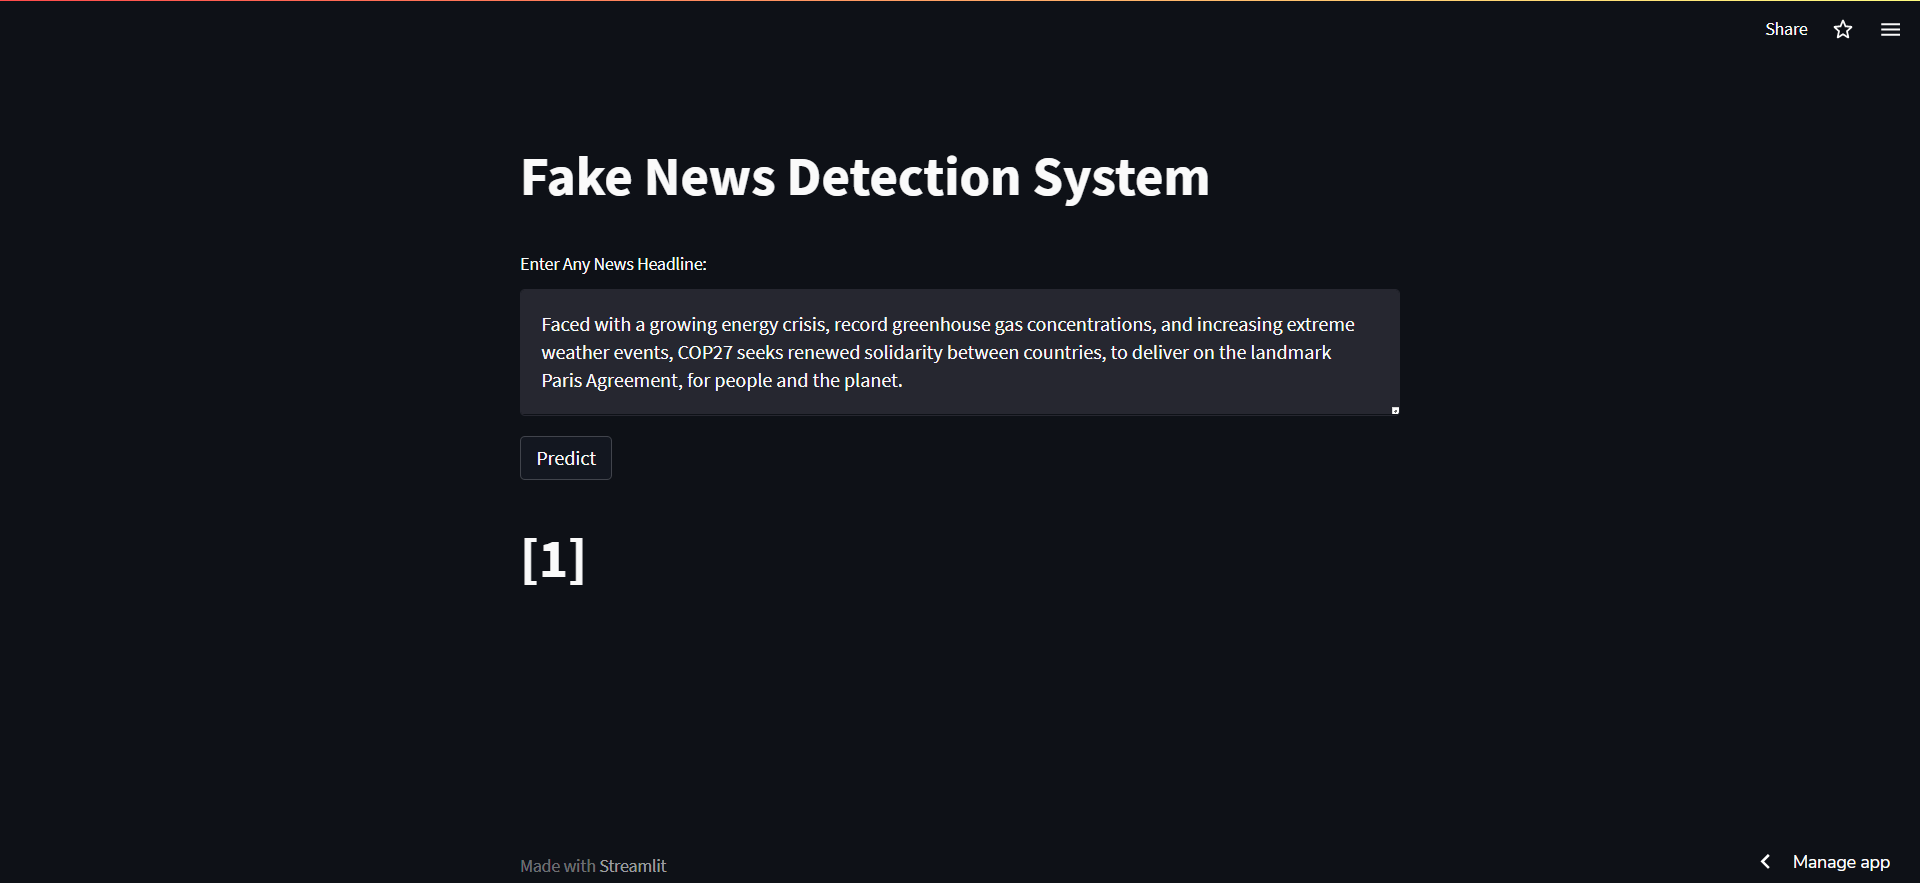 Share
Fake News Detection System
Enter Any News Headline:
Faced with a growing energy crisis, record greenhouse gas concentrations, and increasing extreme
weather events, COP27 seeks renewed solidarity between countries, to deliver on the landmark
Paris Agreement, for people and the planet.
Predict
[1]
Made with Streamlit
Manage app